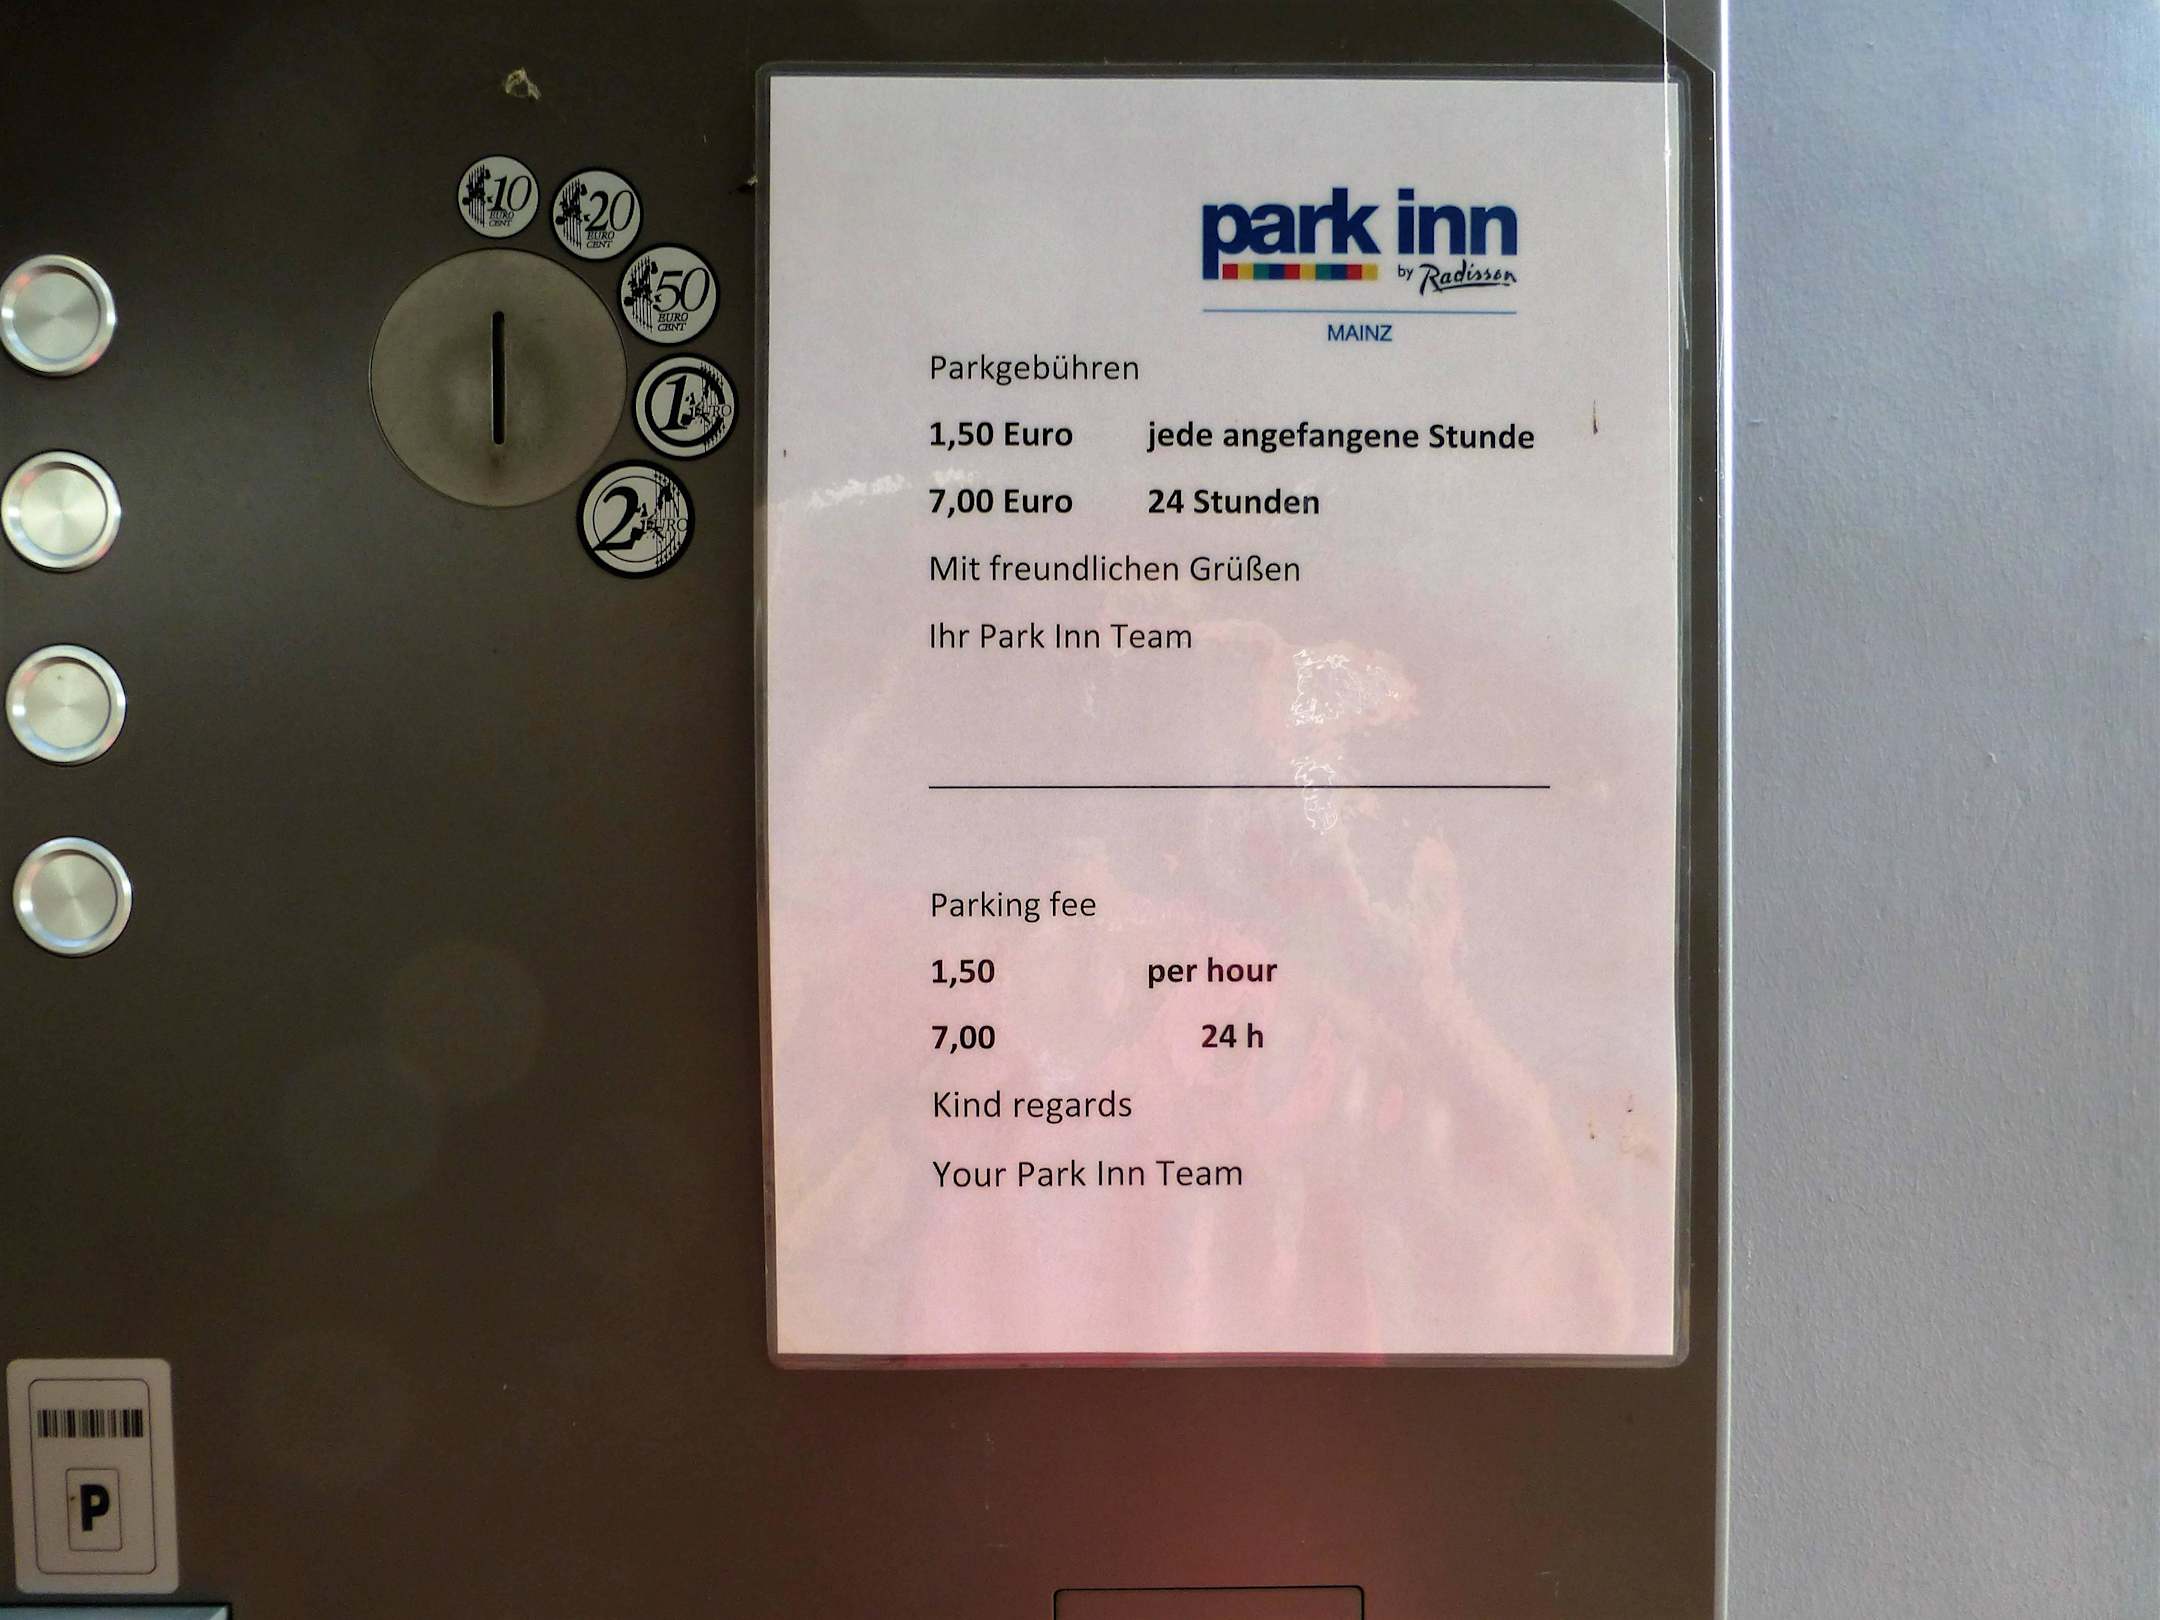 10
EURO
CENT
20
EURO
CENT
50
EURO
CENT
1
EURO
2
EURO
park inn
by Radisson
MAINZ
Parkgebühren
1,50 Euro jede angefangene Stunde
7,00 Euro 24 Stunden
Mit freundlichen Grüßen
Ihr Park Inn Team
Parking fee
1,50 per hour
7,00 24 h
Kind regards
Your Park Inn Team
P